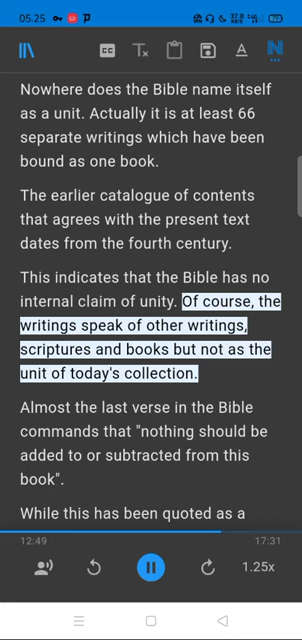 05.25
CC
Nowhere does the Bible name itself
as a unit. Actually it is at least 66
separate writings which have been
bound as one book.
The earlier catalogue of contents
that agrees with the present text
dates from the fourth century.
This indicates that the Bible has no
internal claim of unity. Of course, the
writings speak of other writings,
scriptures and books but not as the
unit of today's collection.
Almost the last verse in the Bible
commands that "nothing should be
added to or subtracted from this
book".
While this has been quoted as a
12:49 17:31
1.25x